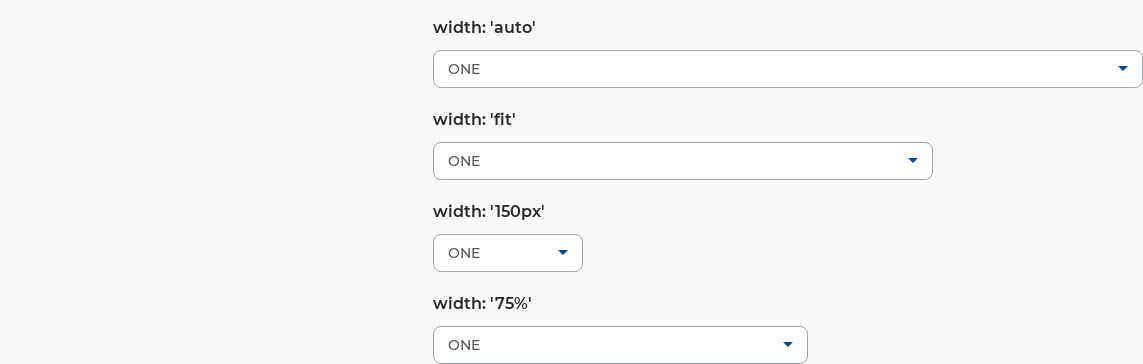 width: 'auto'
ONE
width: 'fit'
ONE
width: '150px'
ONE
width: '75%'
ONE